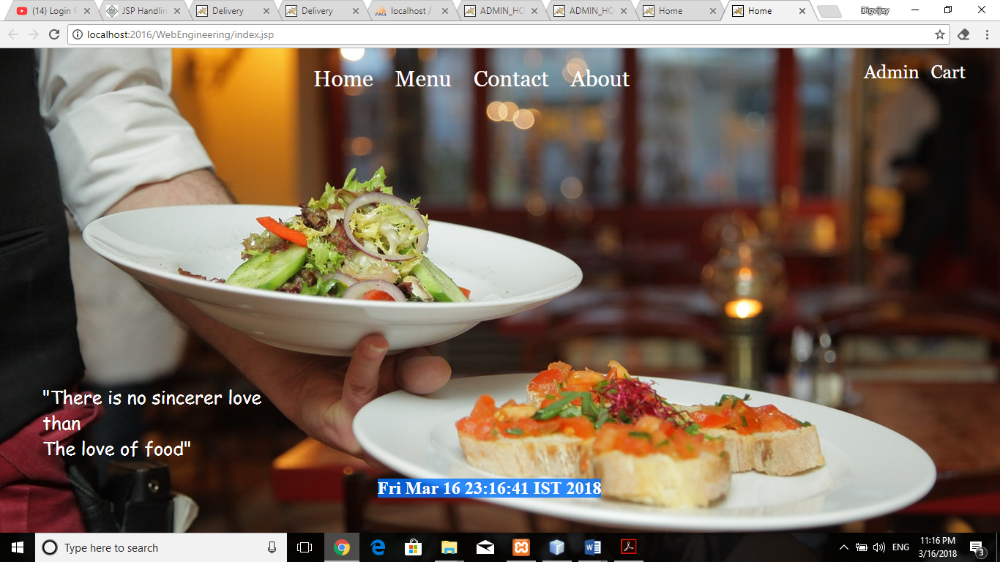 (14) Login f
JSP Handlin
Delivery
Delivery
localhost /
ADMIN_HO
ADMIN_HO
Home
Home
Digvijay
localhost:2016/WebEngineering/index.jsp
Home Menu Contact About
Admin Cart
"There is no sincerer love
than
The love of food"
Fri Mar 16 23:16:41 IST 2018
Type here to search
ENG
11:16 PM
3/16/2018
3